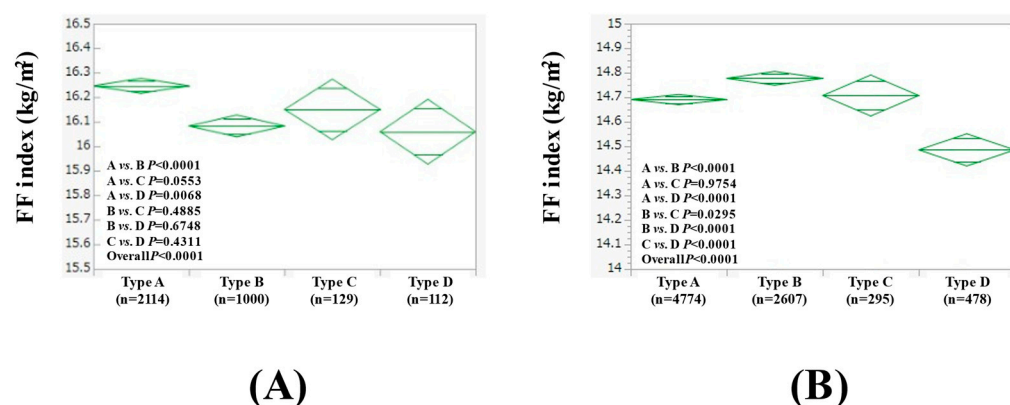 FF index (kg/m²)
16.5
16.4
16.3
16.2
16.1
16
15.9
15.8
15.7
15.6
15.5
A vs. B P<0.0001
A vs. C P=0.0553
A vs. D P=0.0068
B vs. C P=0.4885
B vs. D P=0.6748
C vs. D P=0.4311
Overall P<0.0001
Type A Type B Type C Type D
(n=2114) (n=1000) (n=129) (n=112)
(A)
FF index (kg/m²)
15
14.9
14.8
14.7
14.6
14.5
14.4
14.3
14.2
14.1
14
A vs. B P<0.0001
A vs. C P=0.9754
A vs. D P<0.0001
B vs. C P=0.0295
B vs. D P<0.0001
C vs. D P<0.0001
Overall P<0.0001
Type A Type B Type C Type D
(n=4774) (n=2607) (n=295) (n=478)
(B)